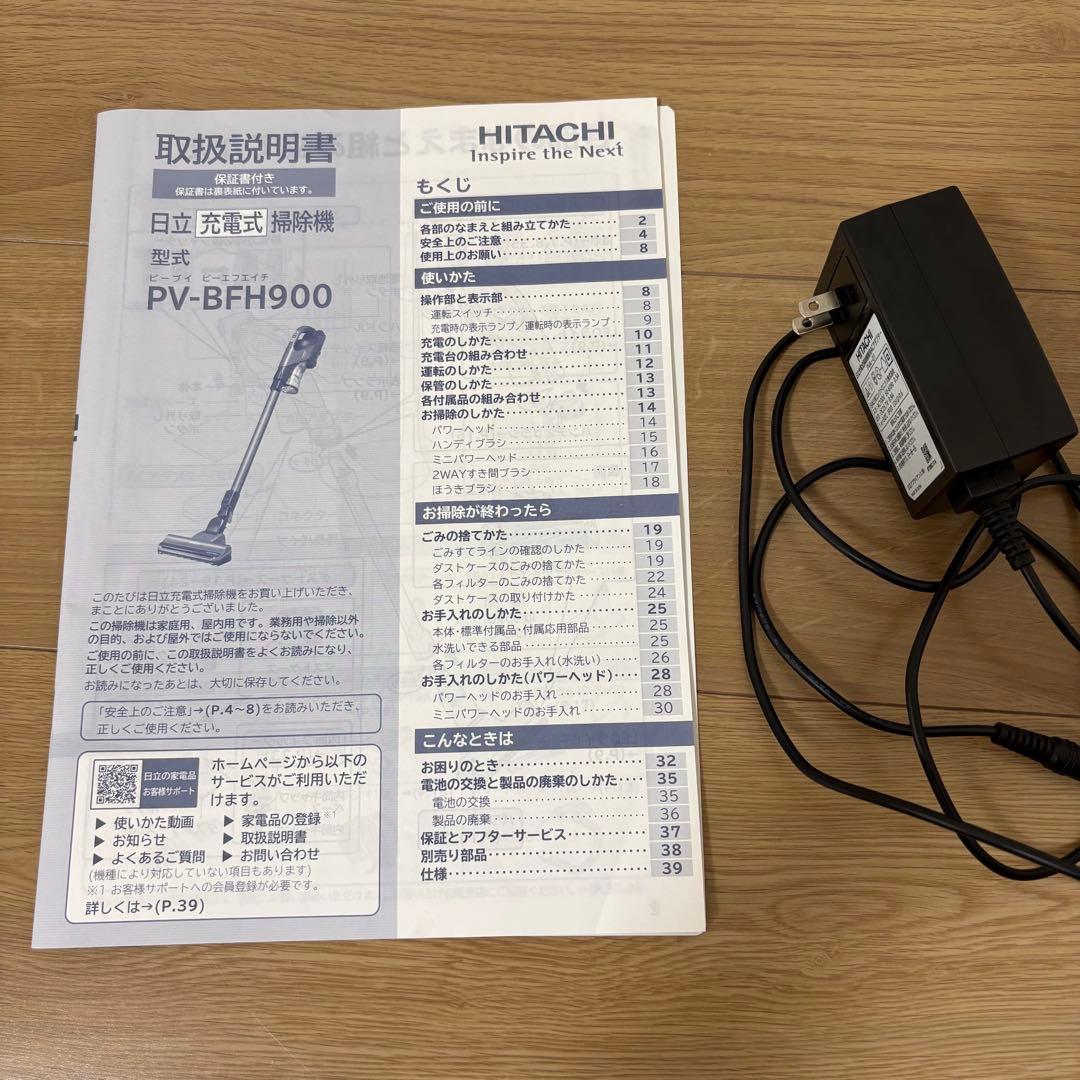 取扱説明書
保証書付き
保証書は裏表紙に付いています。
日立 充電式 掃除機
型式
ピーブイ ビーエフエイチ
PV-BFH900
このたびは日立充電式掃除機をお買い上げいただき、
まことにありがとうございました。
この掃除機は家庭用、屋内用です。業務用や掃除以外
の目的、および屋外ではご使用にならないでください。
ご使用の前に、この取扱説明書をよくお読みになり、
正しくご使用ください。
お読みになったあとは、大切に保存してください。
「安全上のご注意」→(P.4~8)をお読みいただき、
正しくご使用ください。
日立の家電品
お客様サポート
ホームページから以下の
サービスがご利用いただ
けます。
▶ 使いかた動画 ▶ 家電品の登録※1
▶ お知らせ ▶ 取扱説明書
▶ よくあるご質問 ▶ お問い合わせ
(機種により対応していない項目もあります)
※1 お客様サポートへの会員登録が必要です。
詳しくは→(P.39)
HITACHI
Inspire the Next
もくじ
ご使用の前に
各部のなまえと組み立てかた········ 2
安全上のご注意················ 4
使用上のお願い················ 8
使いかた
操作部と表示部················ 8
運転スイッチ················ 8
充電時の表示ランプ／運転時の表示ランプ·· 9
充電のしかた················ 10
充電台の組み合わせ············ 11
運転のしかた················ 12
保管のしかた················ 13
各付属品の組み合わせ·········· 13
お掃除のしかた·············· 14
パワーヘッド················ 14
ハンディブラシ·············· 15
ミニパワーヘッド············ 16
2WAYすき間ブラシ············ 17
ほうきブラシ················ 18
お掃除が終わったら
ごみの捨てかた·············· 19
ごみすてラインの確認のしかた···· 19
ダストケースのごみの捨てかた···· 19
各フィルターのごみの捨てかた···· 22
ダストケースの取り付けかた······ 24
お手入れのしかた············ 25
本体・標準付属品・付属応用部品···· 25
水洗いできる部品············ 25
各フィルターのお手入れ(水洗い)···· 26
お手入れのしかた(パワーヘッド)···· 28
パワーヘッドのお手入れ········ 28
ミニパワーヘッドのお手入れ······ 30
こんなときは
お困りのとき················ 32
電池の交換と製品の廃棄のしかた···· 35
電池の交換················ 35
製品の廃棄················ 36
保証とアフターサービス········ 37
別売り部品················ 38
仕様···················· 39
HITACHI